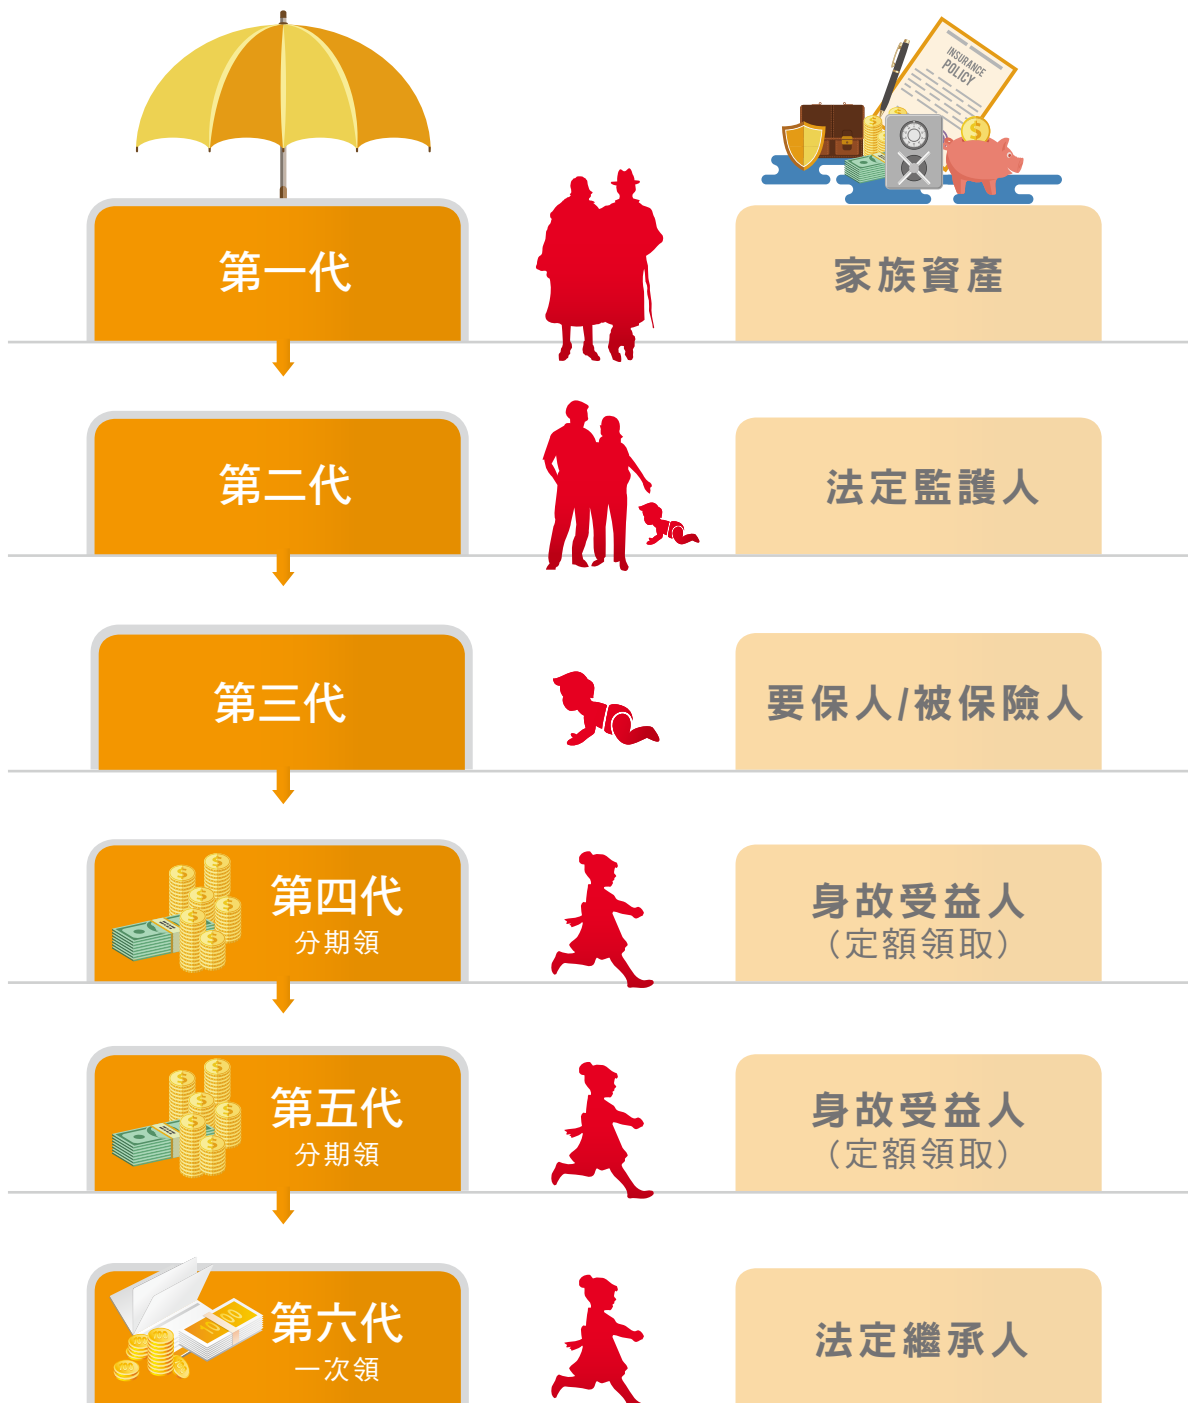 INSURANCE
POLICY
第一代
家族資產
第二代
法定監護人
第三代
要保人/被保險人
第四代
分期領
身故受益人
（定額領取）
第五代
分期領
身故受益人
（定額領取）
第六代
一次領
法定繼承人